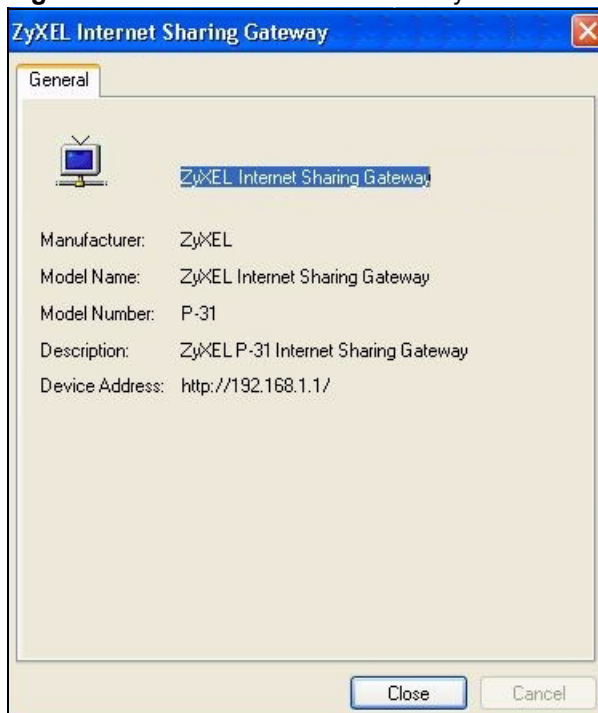 ZyXEL Internet Sharing Gateway
General
ZyXEL Internet Sharing Gateway
Manufacturer: ZyXEL
Model Name: ZyXEL Internet Sharing Gateway
Model Number: P-31
Description: ZyXEL P-31 Internet Sharing Gateway
Device Address: http://192.168.1.1/
Close Cancel